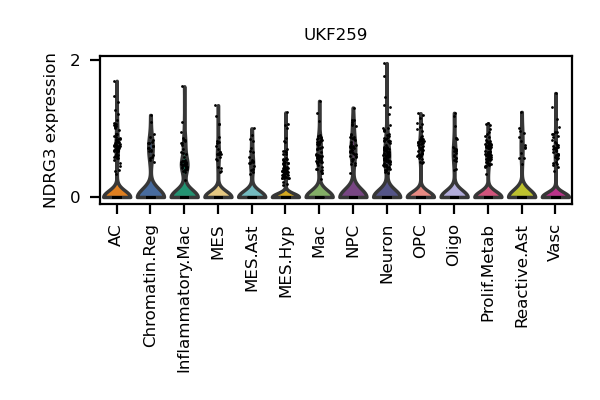 UKF259
NDRG3 expression
2
0
AC
Chromatin.Reg
Inflammatory.Mac
MES
MES.Ast
MES.Hyp
Mac
NPC
Neuron
OPC
Oligo
Prolif.Metab
Reactive.Ast
Vasc